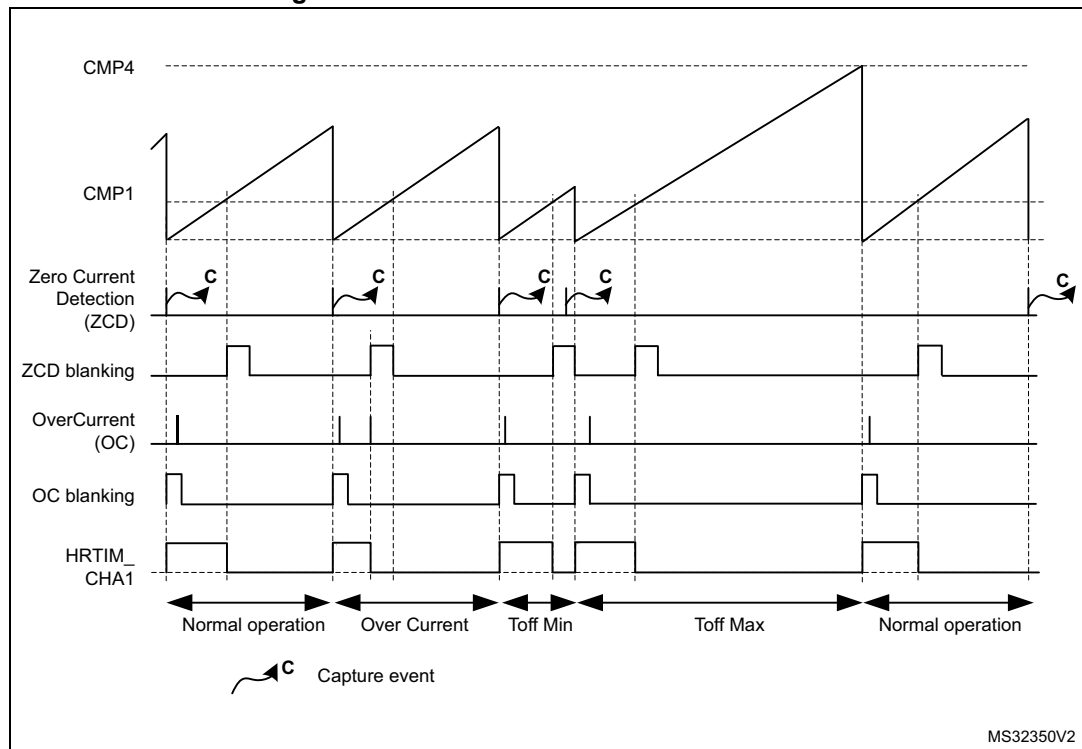 CMP4
CMP1
Zero Current
Detection
(ZCD)
C
C
C
C
C
ZCD blanking
OverCurrent
(OC)
OC blanking
HRTIM_
CHA1
Normal operation
Over Current
Toff Min
Toff Max
Normal operation
C
Capture event
MS32350V2